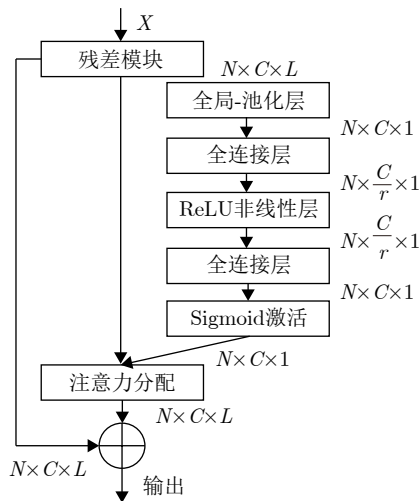 X
残差模块
N×C×L
全局-池化层
N×C×1
全连接层
N×C/r×1
ReLU非线性层
N×C/r×1
全连接层
N×C×1
Sigmoid激活
N×C×1
注意力分配
N×C×L
N×C×L
输出